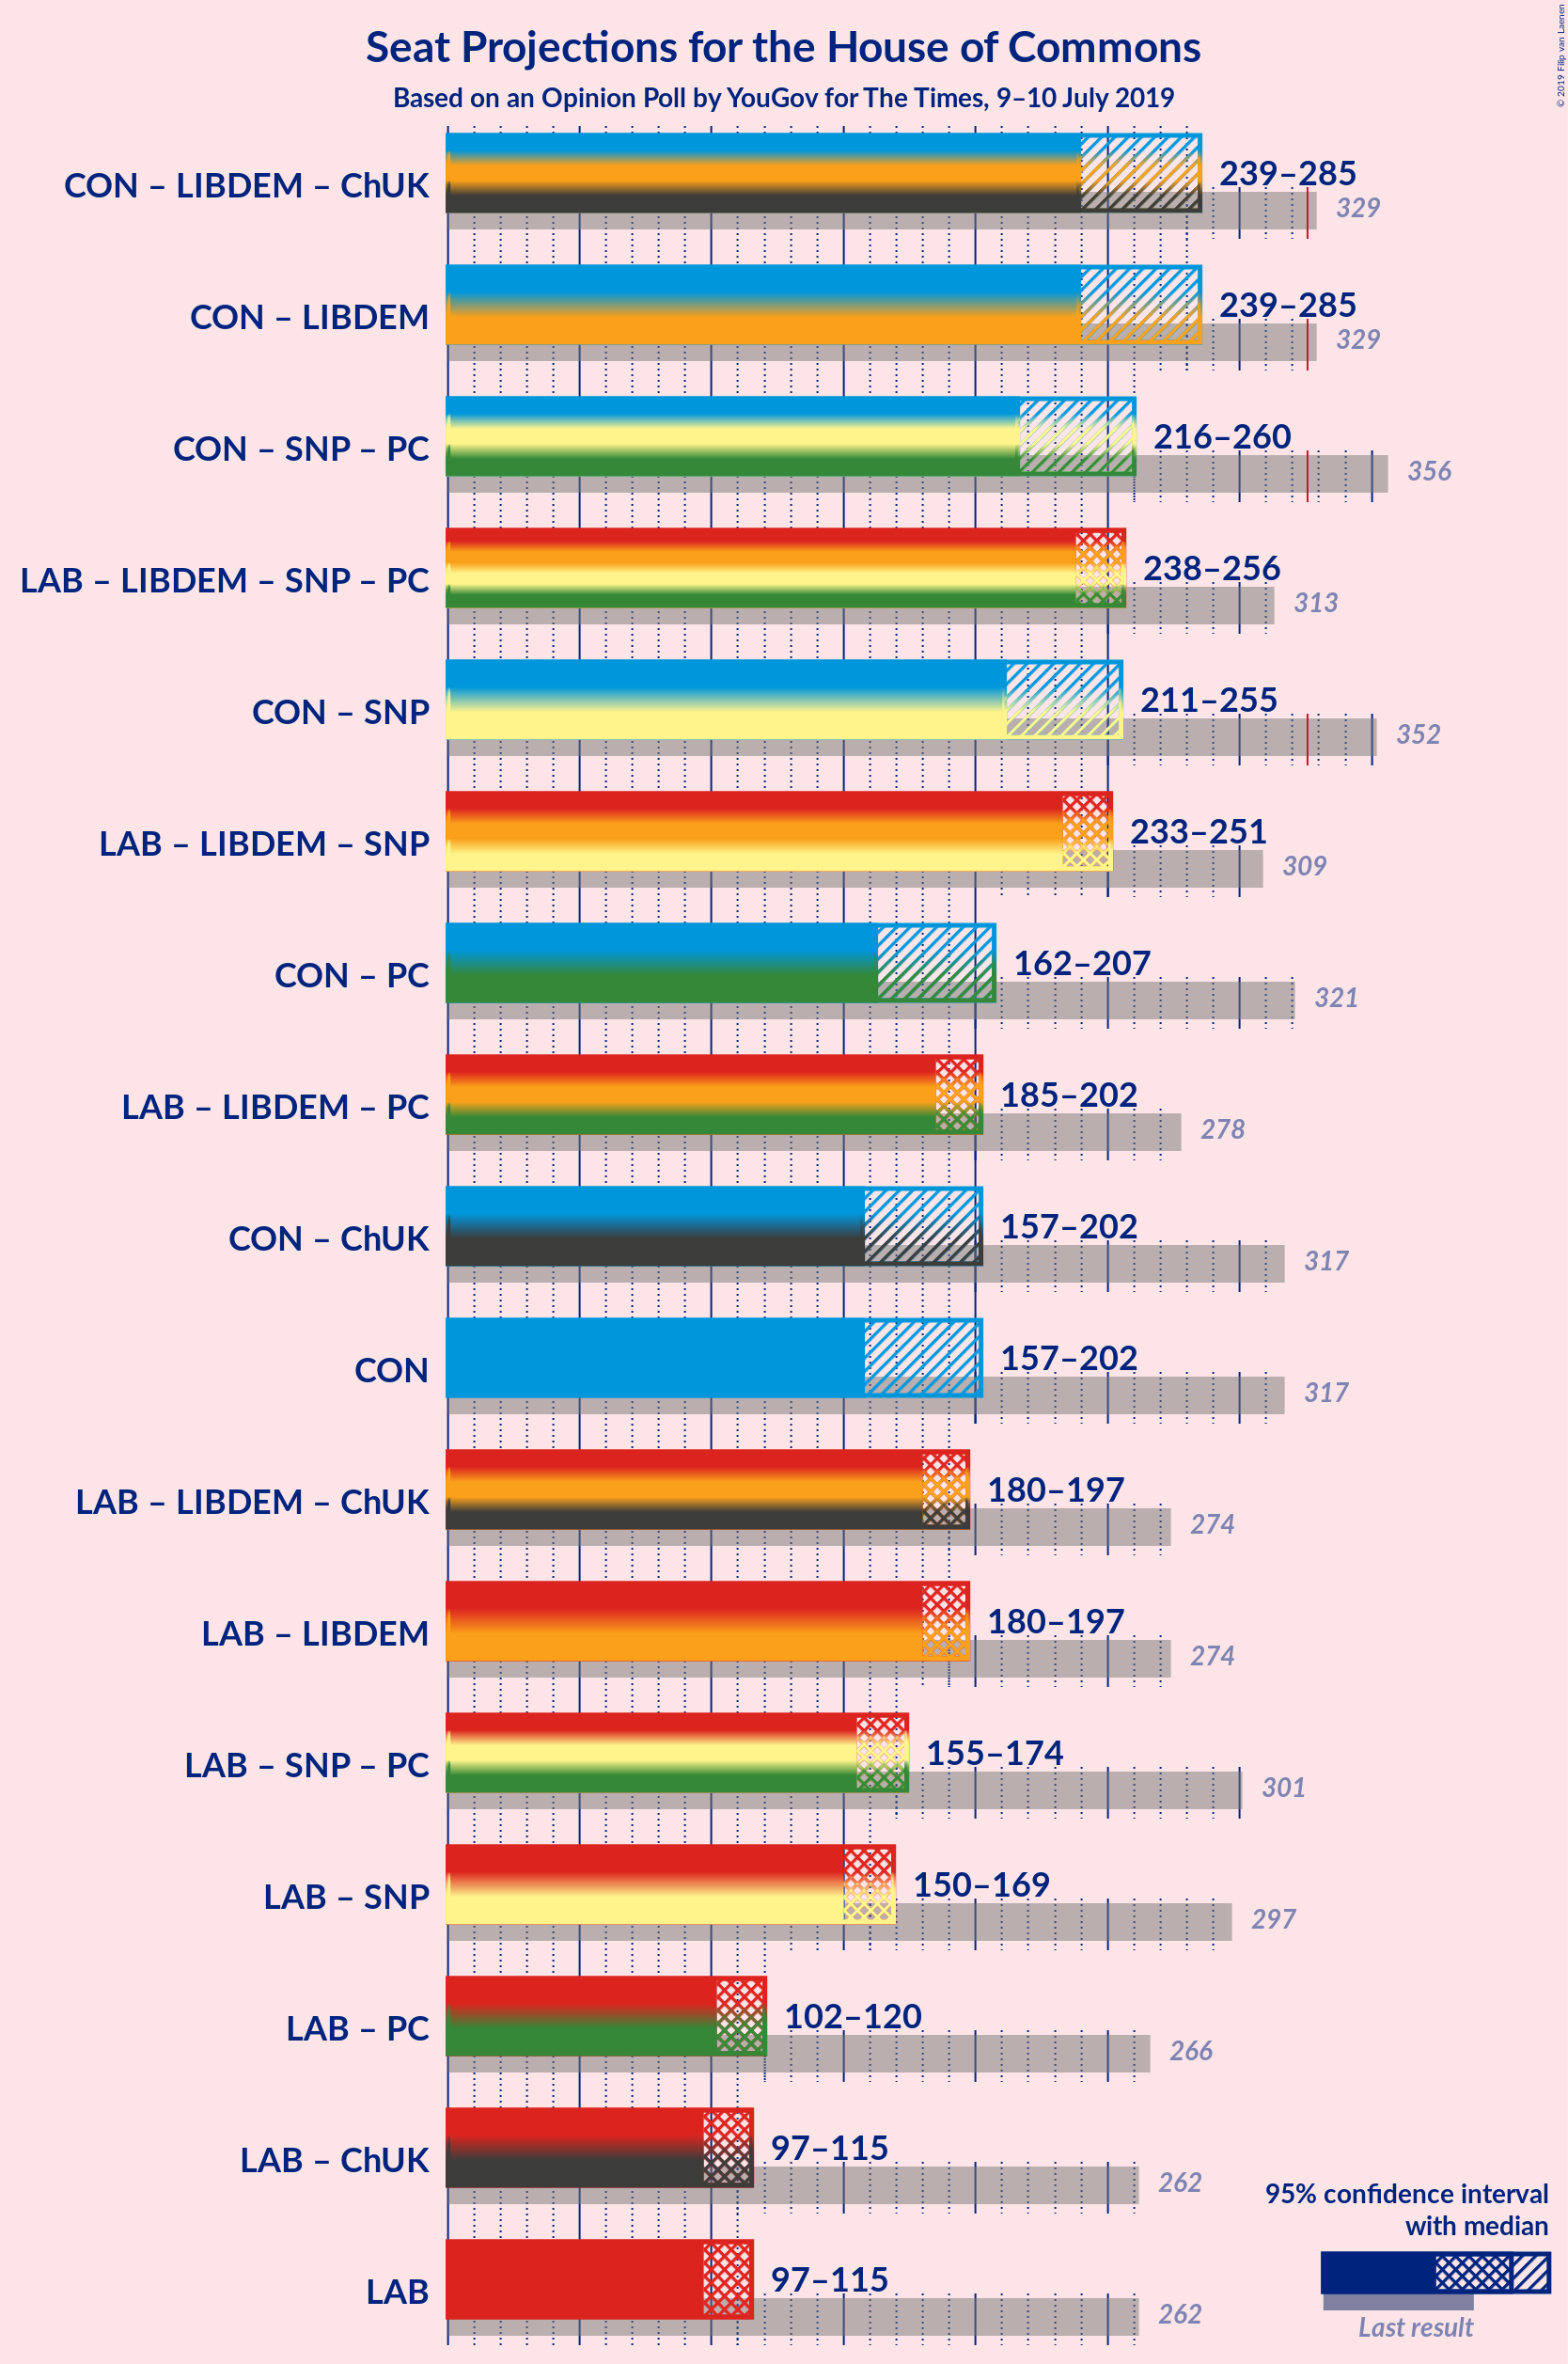 Seat Projections for the House of Commons
Based on an Opinion Poll by YouGov for The Times, 9–10 July 2019
© 2019 Filip van Laenen
CON – LIBDEM – ChUK 239–285 329
CON – LIBDEM 239–285 329
CON – SNP – PC 216–260 356
LAB – LIBDEM – SNP – PC 238–256 313
CON – SNP 211–255 352
LAB – LIBDEM – SNP 233–251 309
CON – PC 162–207 321
LAB – LIBDEM – PC 185–202 278
CON – ChUK 157–202 317
CON 157–202 317
LAB – LIBDEM – ChUK 180–197 274
LAB – LIBDEM 180–197 274
LAB – SNP – PC 155–174 301
LAB – SNP 150–169 297
LAB – PC 102–120 266
LAB – ChUK 97–115 262
LAB 97–115 262
95% confidence interval
with median
Last result